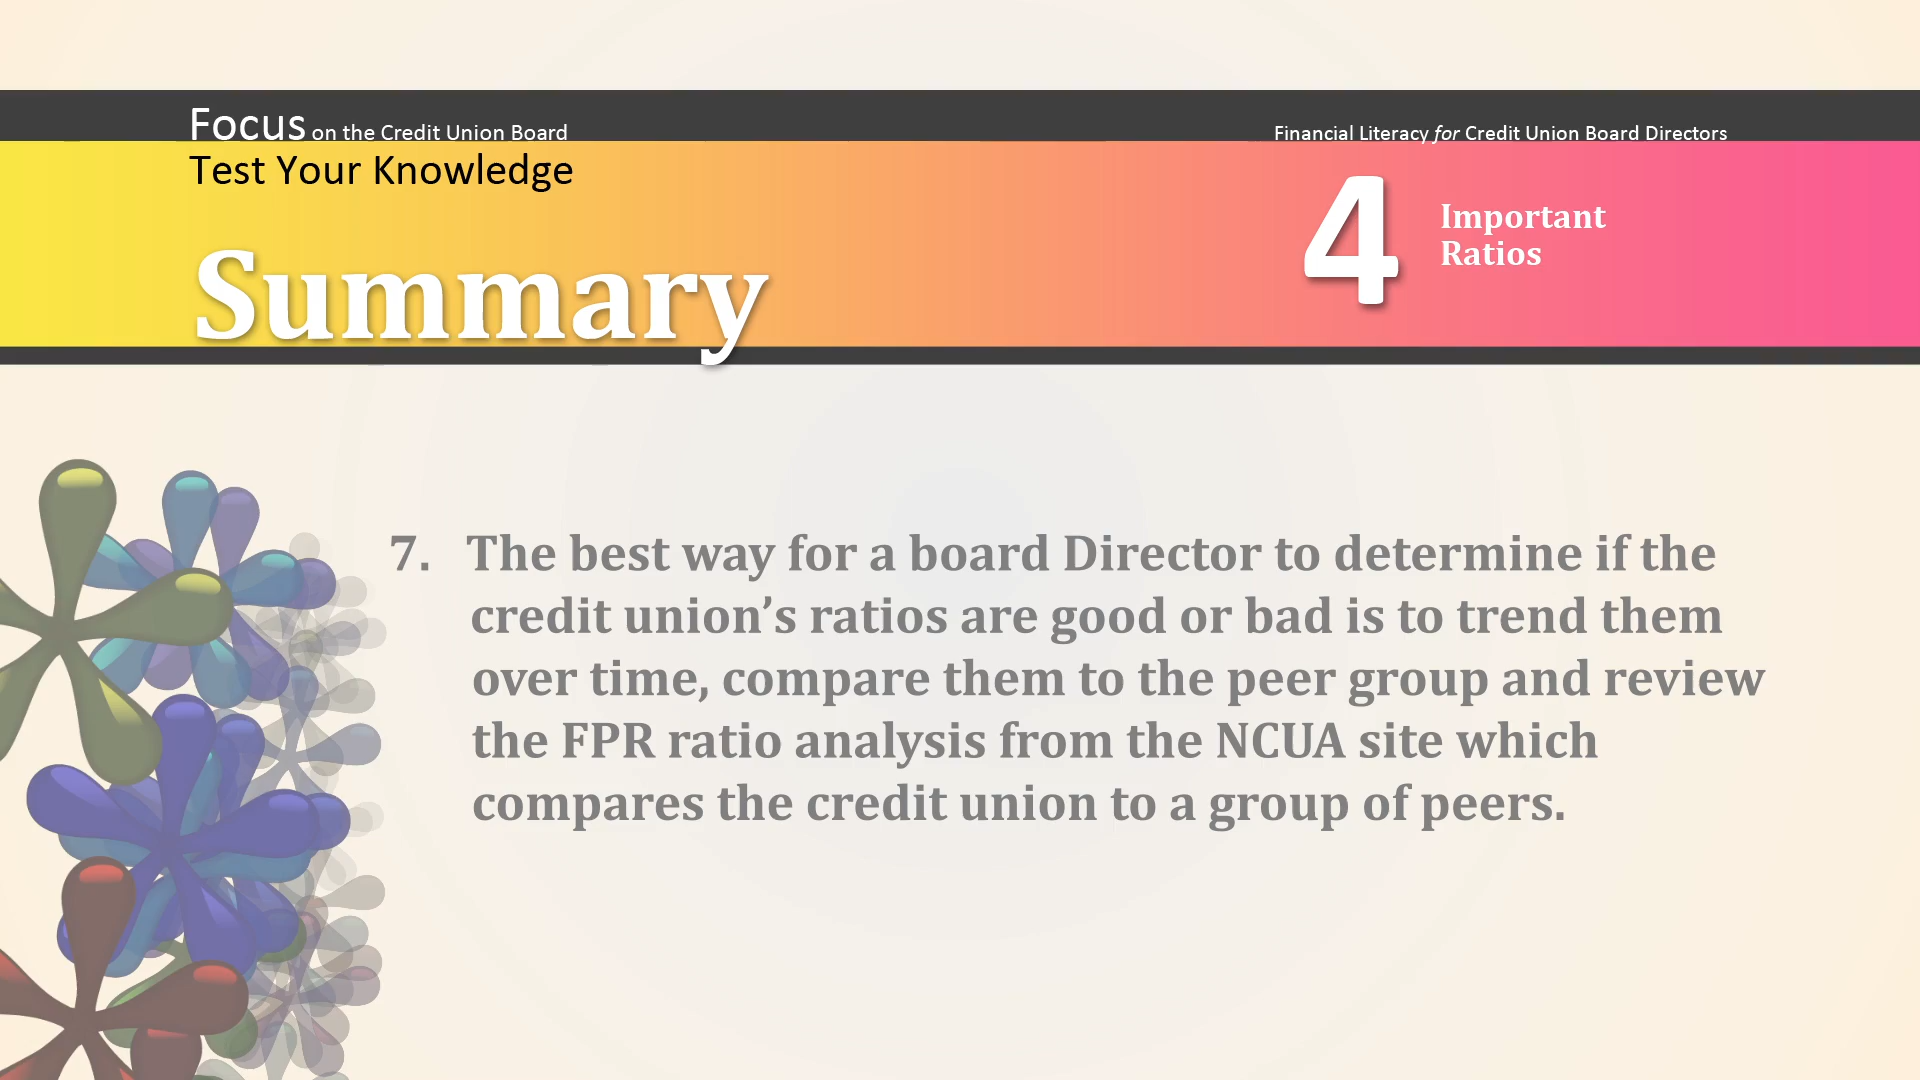 Focus on the Credit Union Board
Financial Literacy for Credit Union Board Directors
Test Your Knowledge
Summary
4
Important
Ratios
7. The best way for a board Director to determine if the
credit union’s ratios are good or bad is to trend them
over time, compare them to the peer group and review
the FPR ratio analysis from the NCUA site which
compares the credit union to a group of peers.